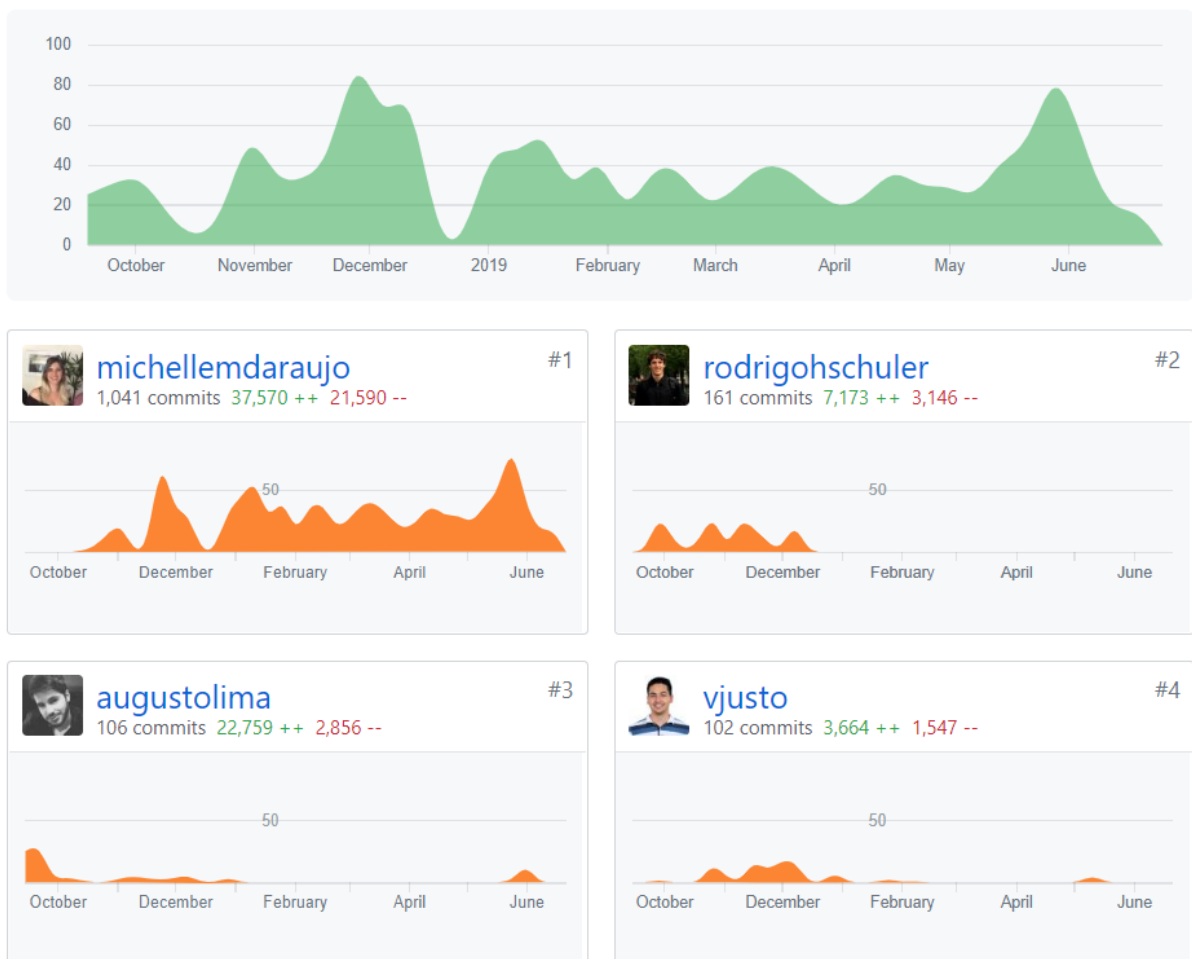 100
80
60
40
20
0
October November December 2019 February March April May June
michellemdaraujo #1
1,041 commits 37,570 ++ 21,590 --
50
October December February April June
rodrigohschuler #2
161 commits 7,173 ++ 3,146 --
50
October December February April June
augustolima #3
106 commits 22,759 ++ 2,856 --
50
October December February April June
vjusto #4
102 commits 3,664 ++ 1,547 --
50
October December February April June